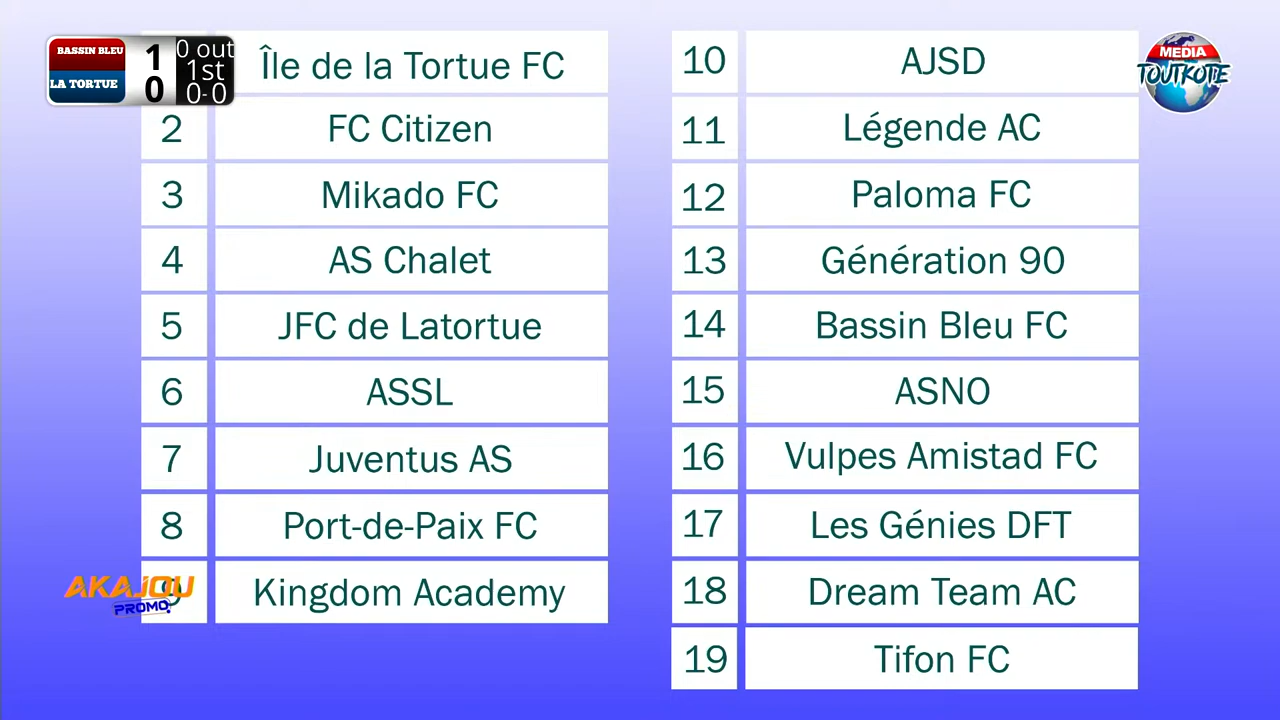 BASSIN BLEU
LA TORTUE
1
0
0 out
1st
0-0
Île de la Tortue FC
2 FC Citizen
3 Mikado FC
4 AS Chalet
5 JFC de Latortue
6 ASSL
7 Juventus AS
8 Port-de-Paix FC
9 Kingdom Academy
AKAJOU
PROMO
10 AJSD
11 Légende AC
12 Paloma FC
13 Génération 90
14 Bassin Bleu FC
15 ASNO
16 Vulpes Amistad FC
17 Les Génies DFT
18 Dream Team AC
19 Tifon FC
MEDIA
TOUTKOTE